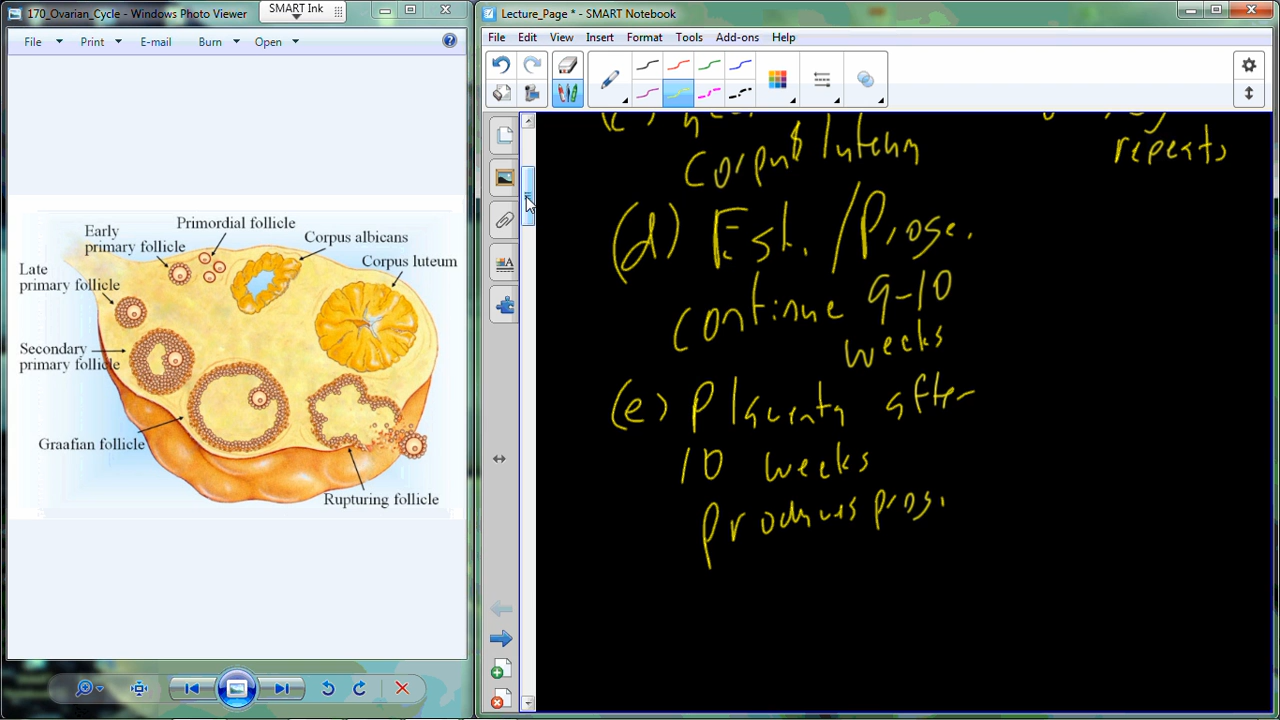 170_Ovarian_Cycle - Windows Photo Viewer
SMART Ink
File Print E-mail Burn Open
Primordial follicle
Early
primary follicle
Corpus albicans
Corpus luteum
Late
primary follicle
Secondary
primary follicle
Graafian follicle
Rupturing follicle
Lecture_Page * - SMART Notebook
File Edit View Insert Format Tools Add-ons Help
repeats
Corpus luteum
(d) Est. / Proge.
continue 9-10
weeks
(e) Placenta after
10 weeks
produces prog.